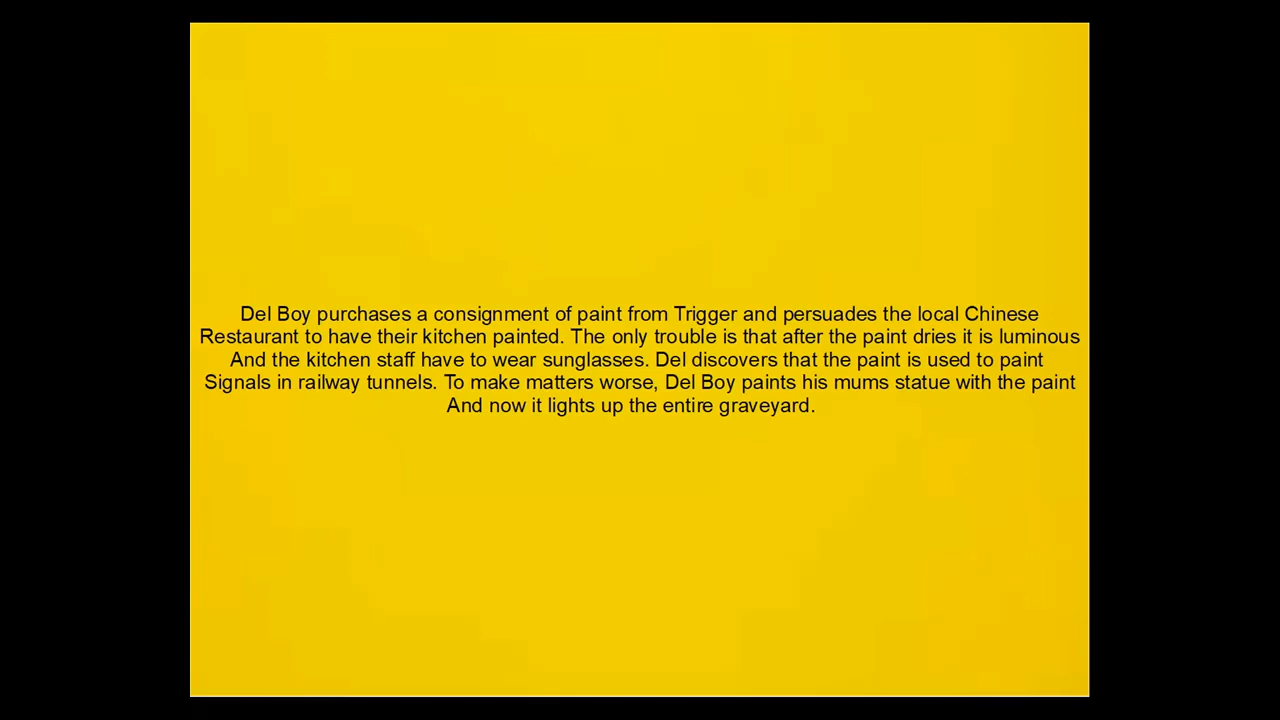 Del Boy purchases a consignment of paint from Trigger and persuades the local Chinese
Restaurant to have their kitchen painted. The only trouble is that after the paint dries it is luminous
And the kitchen staff have to wear sunglasses. Del discovers that the paint is used to paint
Signals in railway tunnels. To make matters worse, Del Boy paints his mums statue with the paint
And now it lights up the entire graveyard.